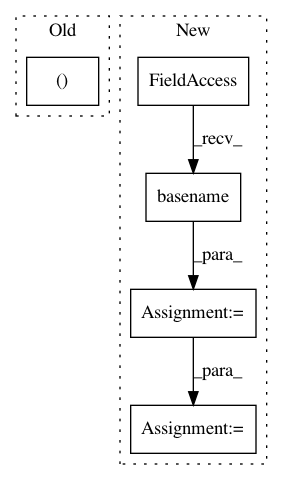 Old
New
()
FieldAccess
_recv_
basename
_para_
Assignment:=
_para_
Assignment:=